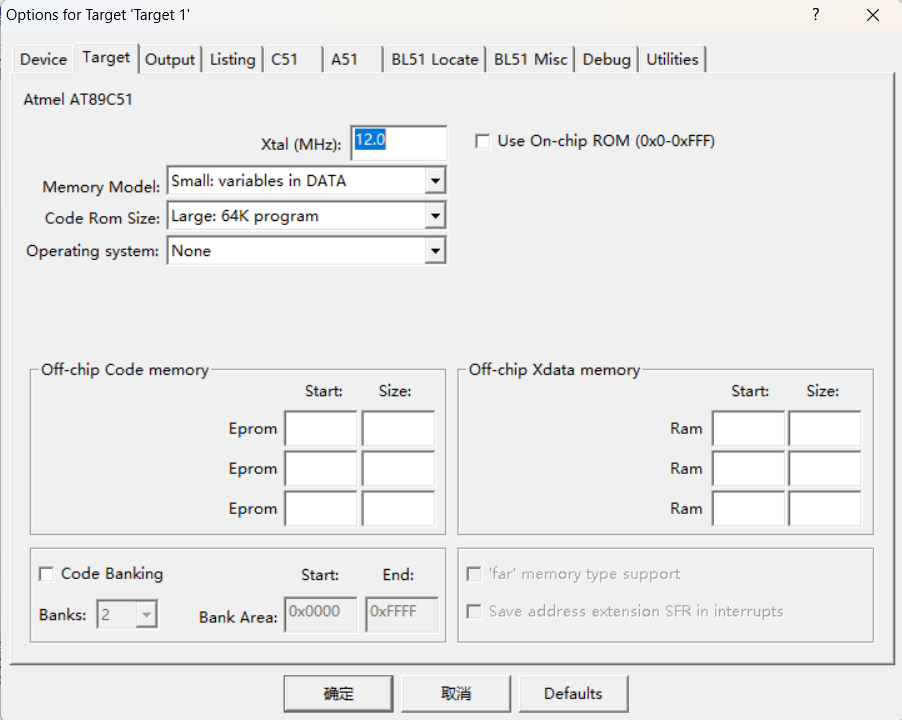 Options for Target 'Target 1'
?
Device Target Output Listing C51 A51 BL51 Locate BL51 Misc Debug Utilities
Atmel AT89C51
Xtal (MHz): 12.0
Use On-chip ROM (0x0-0xFFF)
Memory Model: Small: variables in DATA
Code Rom Size: Large: 64K program
Operating system: None
Off-chip Code memory
Start: Size:
Eprom
Eprom
Eprom
Off-chip Xdata memory
Start: Size:
Ram
Ram
Ram
Code Banking Start: End:
Banks: 2 Bank Area: 0x0000 0xFFFF
'far' memory type support
Save address extension SFR in interrupts
确定 取消 Defaults